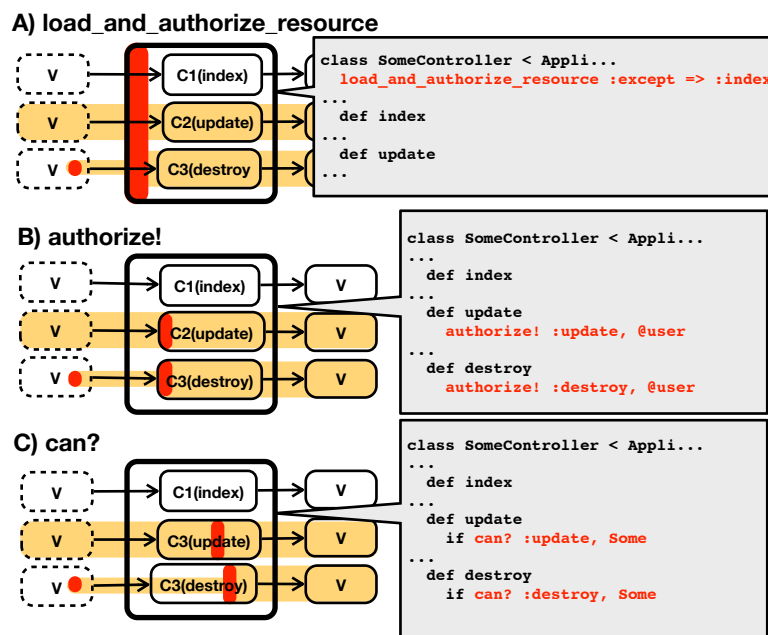 A) load_and_authorize_resource
V
C1(index)
V
C2(update)
V
C3(destroy
class SomeController < Appli...
load_and_authorize_resource :except => :index
...
def index
...
def update
...
B) authorize!
V
C1(index)
V
V
C2(update)
V
V
C3(destroy)
V
class SomeController < Appli...
...
def index
...
def update
authorize! :update, @user
...
def destroy
authorize! :destroy, @user
C) can?
V
C1(index)
V
V
C3(update)
V
V
C3(destroy)
V
class SomeController < Appli...
...
def index
...
def update
if can? :update, Some
...
def destroy
if can? :destroy, Some